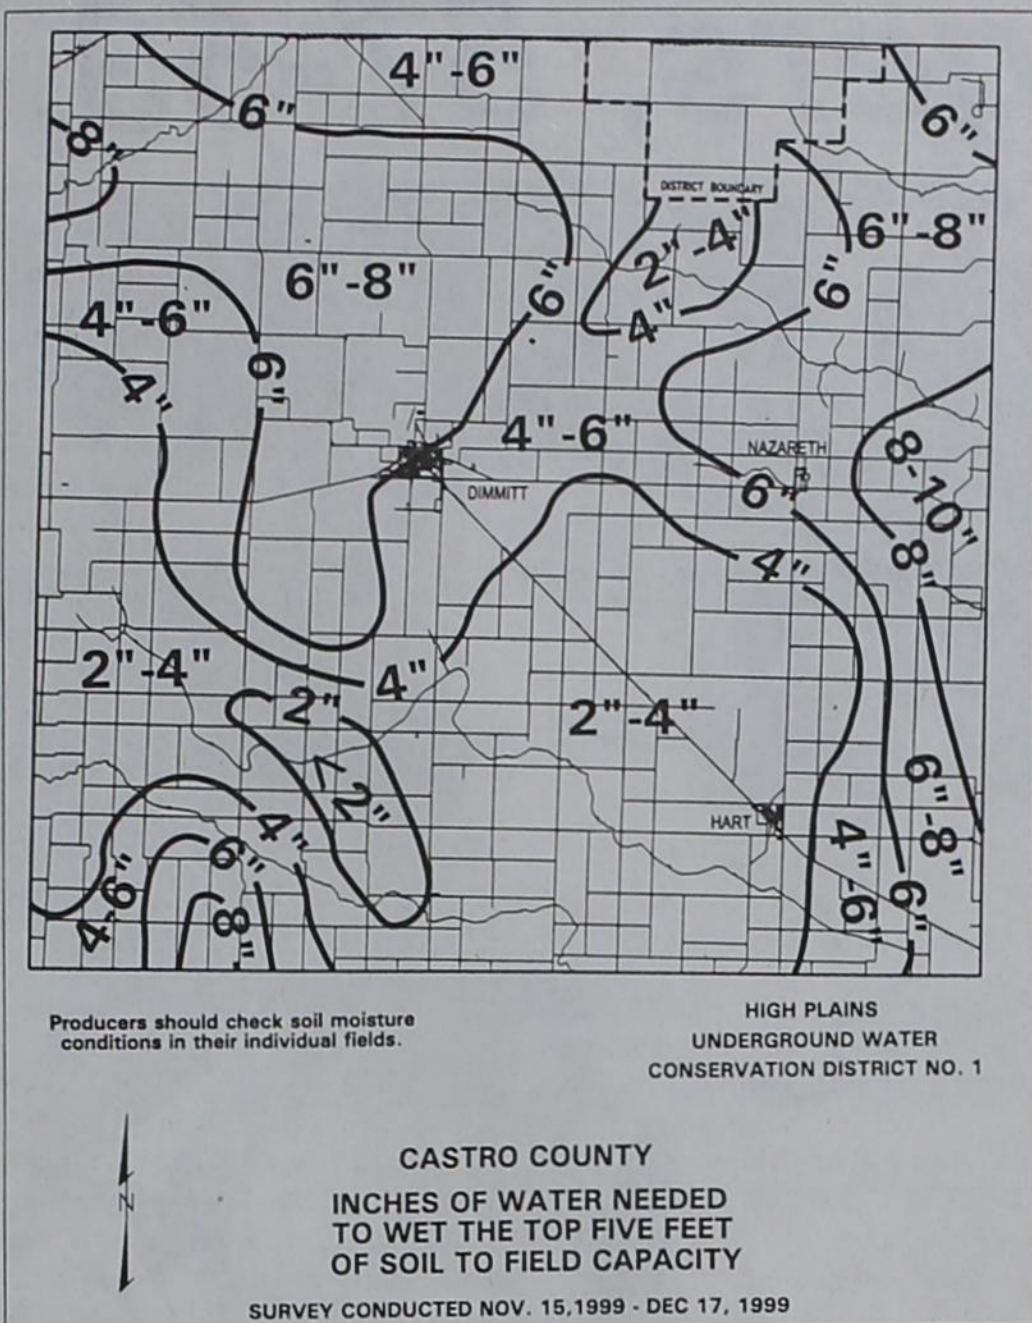 4"-6"
6"
8"
6"
DISTRICT BOUNDARY
2"-4"
6"-8"
6"-8"
6"
6"
4"-6"
4"
6"
4"
4"-6"
NAZARETH
8-10"
DIMMITT
6"
8"
4"
2"-4"
4"
2"
2"-4"
< 2"
6"-8"
HART
4"
4"-6"
6"
4-6"
6"
8"
Producers should check soil moisture
conditions in their individual fields.
HIGH PLAINS
UNDERGROUND WATER
CONSERVATION DISTRICT NO. 1
N
CASTRO COUNTY
INCHES OF WATER NEEDED
TO WET THE TOP FIVE FEET
OF SOIL TO FIELD CAPACITY
SURVEY CONDUCTED NOV. 15,1999 - DEC 17, 1999